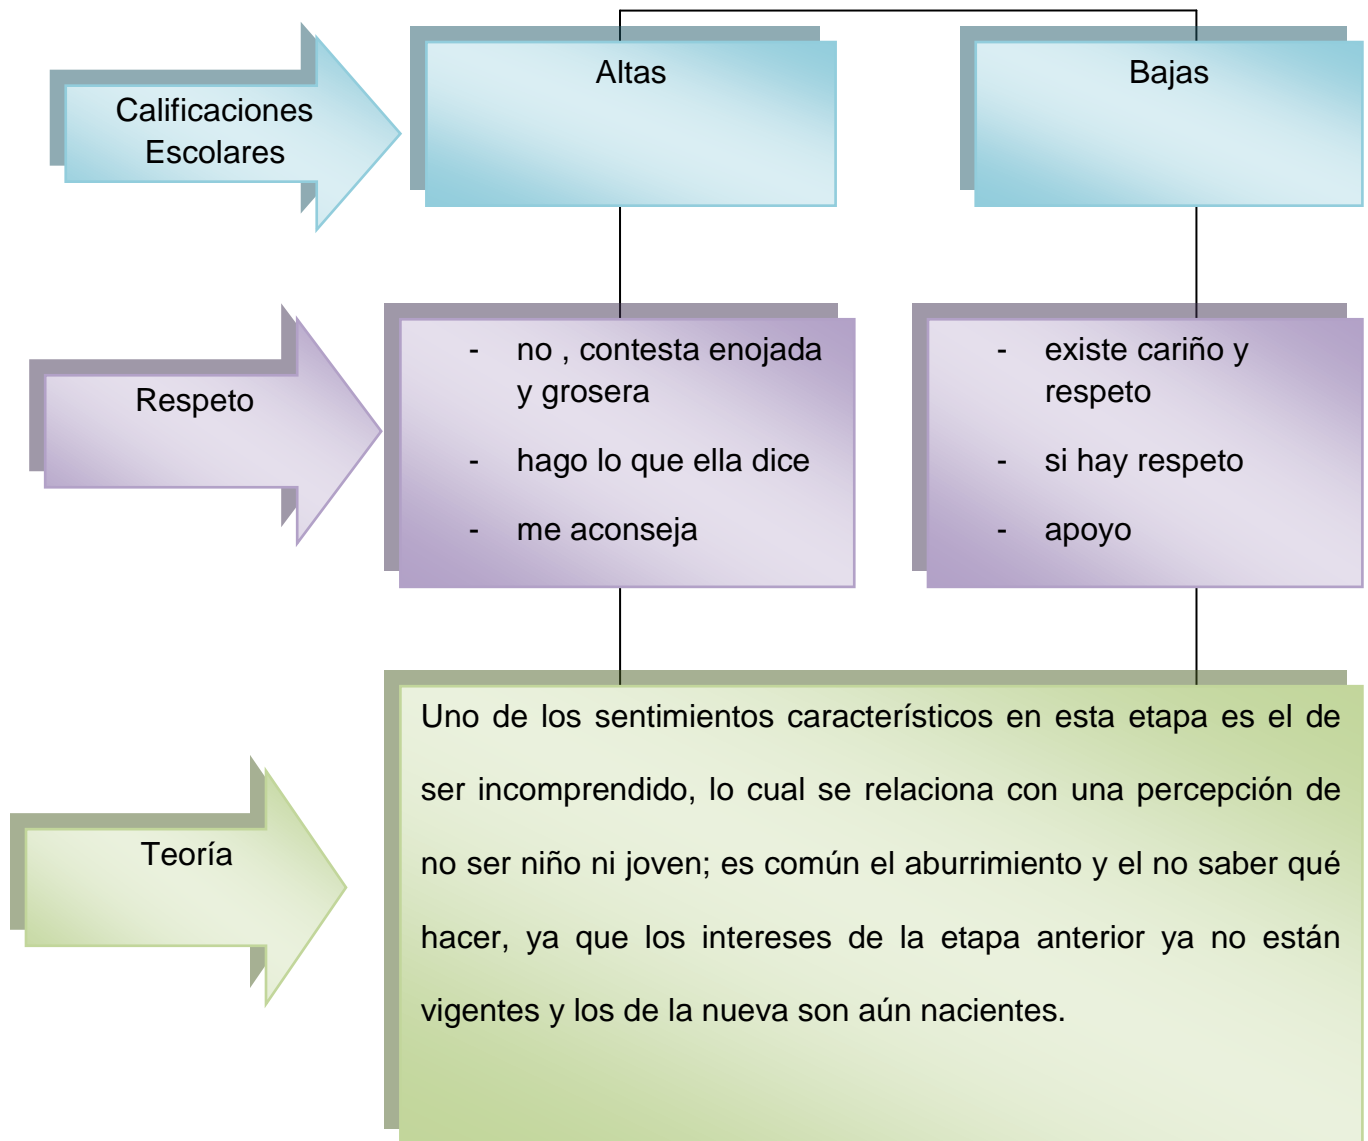 Calificaciones
Escolares
Altas
Bajas
Respeto
- no , contesta enojada
y grosera
- hago lo que ella dice
- me aconseja
- existe cariño y
respeto
- si hay respeto
- apoyo
Teoría
Uno de los sentimientos característicos en esta etapa es el de
ser incomprendido, lo cual se relaciona con una percepción de
no ser niño ni joven; es común el aburrimiento y el no saber qué
hacer, ya que los intereses de la etapa anterior ya no están
vigentes y los de la nueva son aún nacientes.